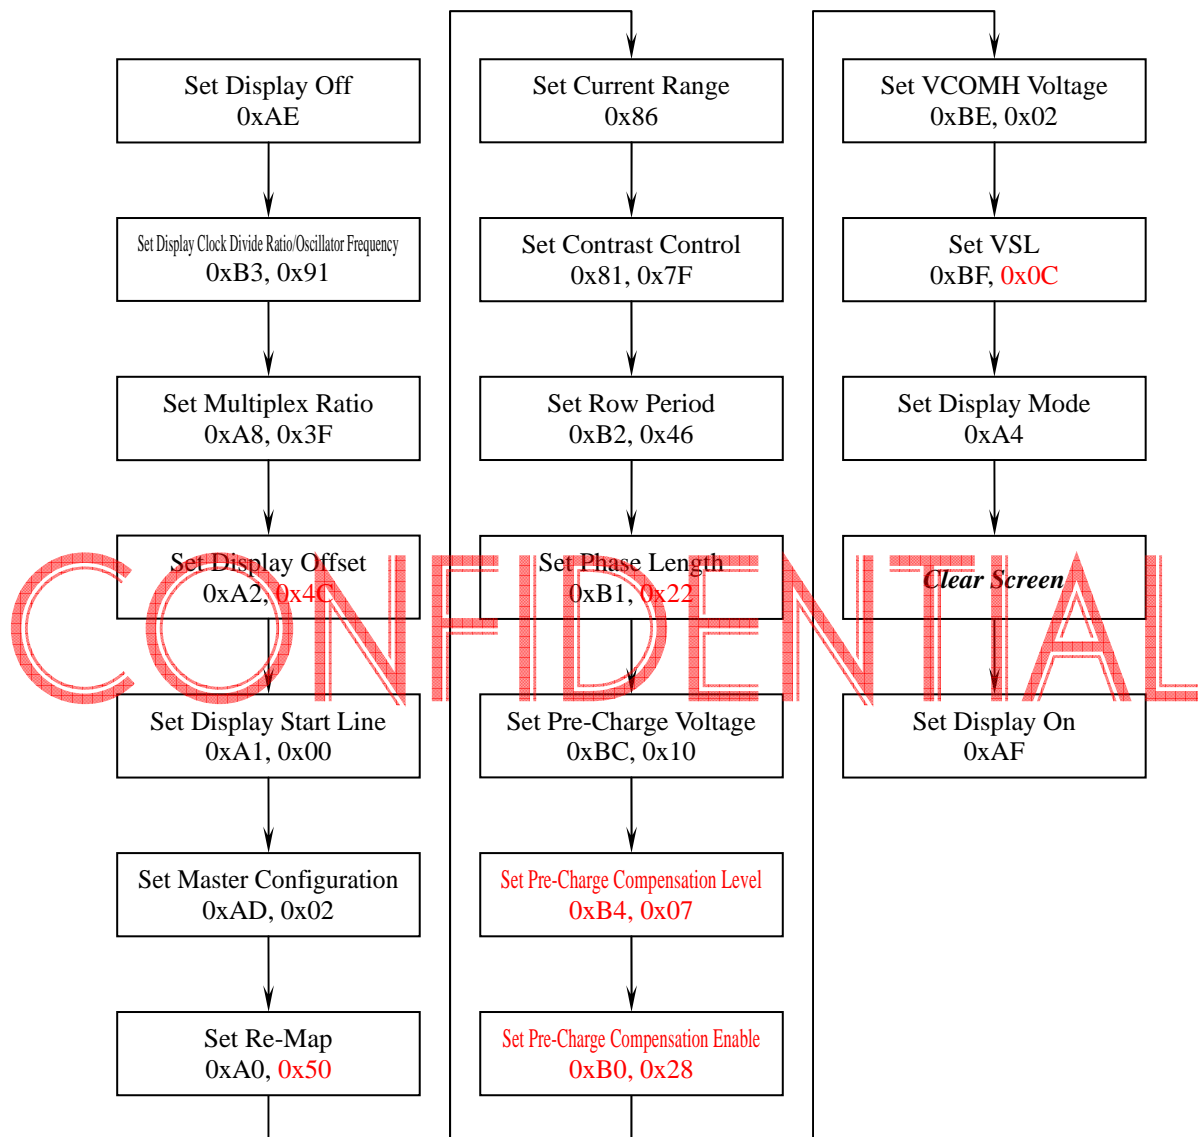 Set Display Off
0xAE
Set Display Clock Divide Ratio/Oscillator Frequency
0xB3, 0x91
Set Multiplex Ratio
0xA8, 0x3F
Set Display Offset
0xA2, 0x4C
Set Display Start Line
0xA1, 0x00
Set Master Configuration
0xAD, 0x02
Set Re-Map
0xA0, 0x50
Set Current Range
0x86
Set Contrast Control
0x81, 0x7F
Set Row Period
0xB2, 0x46
Set Phase Length
0xB1, 0x22
Set Pre-Charge Voltage
0xBC, 0x10
Set Pre-Charge Compensation Level
0xB4, 0x07
Set Pre-Charge Compensation Enable
0xB0, 0x28
Set VCOMH Voltage
0xBE, 0x02
Set VSL
0xBF, 0x0C
Set Display Mode
0xA4
Clear Screen
Set Display On
0xAF
CONFIDENTIAL